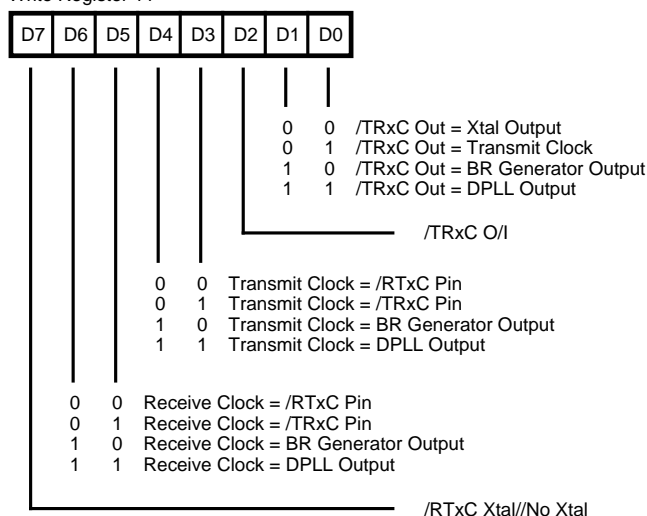 D7 D6 D5 D4 D3 D2 D1 D0
0 0 /TRxC Out = Xtal Output
0 1 /TRxC Out = Transmit Clock
1 0 /TRxC Out = BR Generator Output
1 1 /TRxC Out = DPLL Output
/TRxC O/I
0 0 Transmit Clock = /RTxC Pin
0 1 Transmit Clock = /TRxC Pin
1 0 Transmit Clock = BR Generator Output
1 1 Transmit Clock = DPLL Output
0 0 Receive Clock = /RTxC Pin
0 1 Receive Clock = /TRxC Pin
1 0 Receive Clock = BR Generator Output
1 1 Receive Clock = DPLL Output
/RTxC Xtal//No Xtal